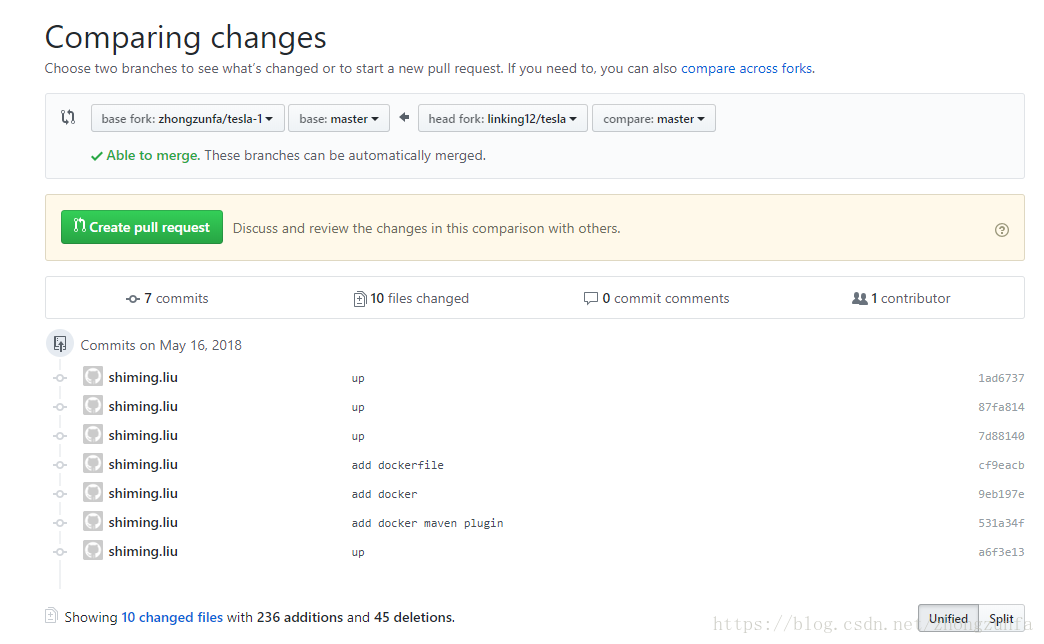 Comparing changes
Choose two branches to see what's changed or to start a new pull request. If you need to, you can also compare across forks.
base fork: zhongzunfa/tesla-1 base: master head fork: linking12/tesla compare: master
Able to merge. These branches can be automatically merged.
Create pull request Discuss and review the changes in this comparison with others.
7 commits 10 files changed 0 commit comments 1 contributor
Commits on May 16, 2018
shiming.liu up 1ad6737
shiming.liu up 87fa814
shiming.liu up 7d88140
shiming.liu add dockerfile cf9eacb
shiming.liu add docker 9eb197e
shiming.liu add docker maven plugin 531a34f
shiming.liu up a6f3e13
Showing 10 changed files with 236 additions and 45 deletions. Unified Split
https://blog.csdn.net/zhongzunfa